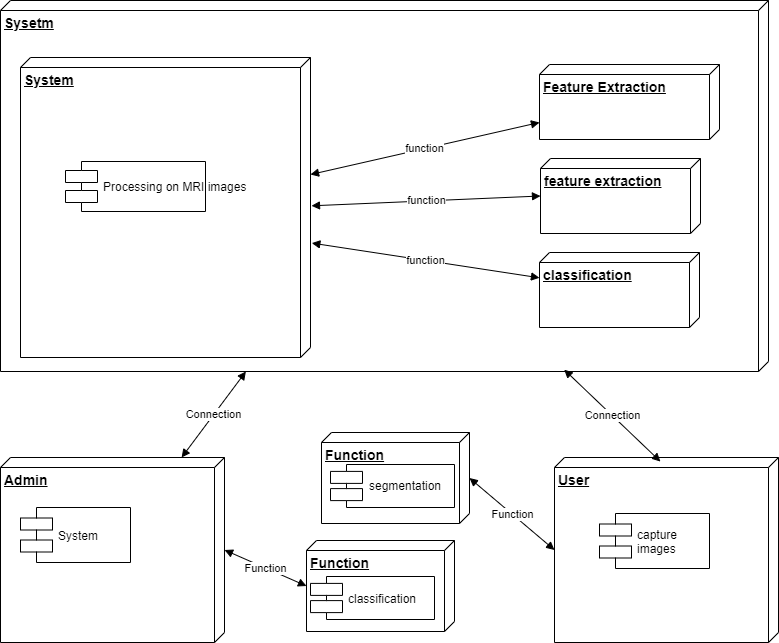 Sysetm
System
Processing on MRI images
Feature Extraction
function
feature extraction
function
classification
function
Connection
Connection
Admin
System
Function
segmentation
Function
User
capture
images
Function
Function
classification